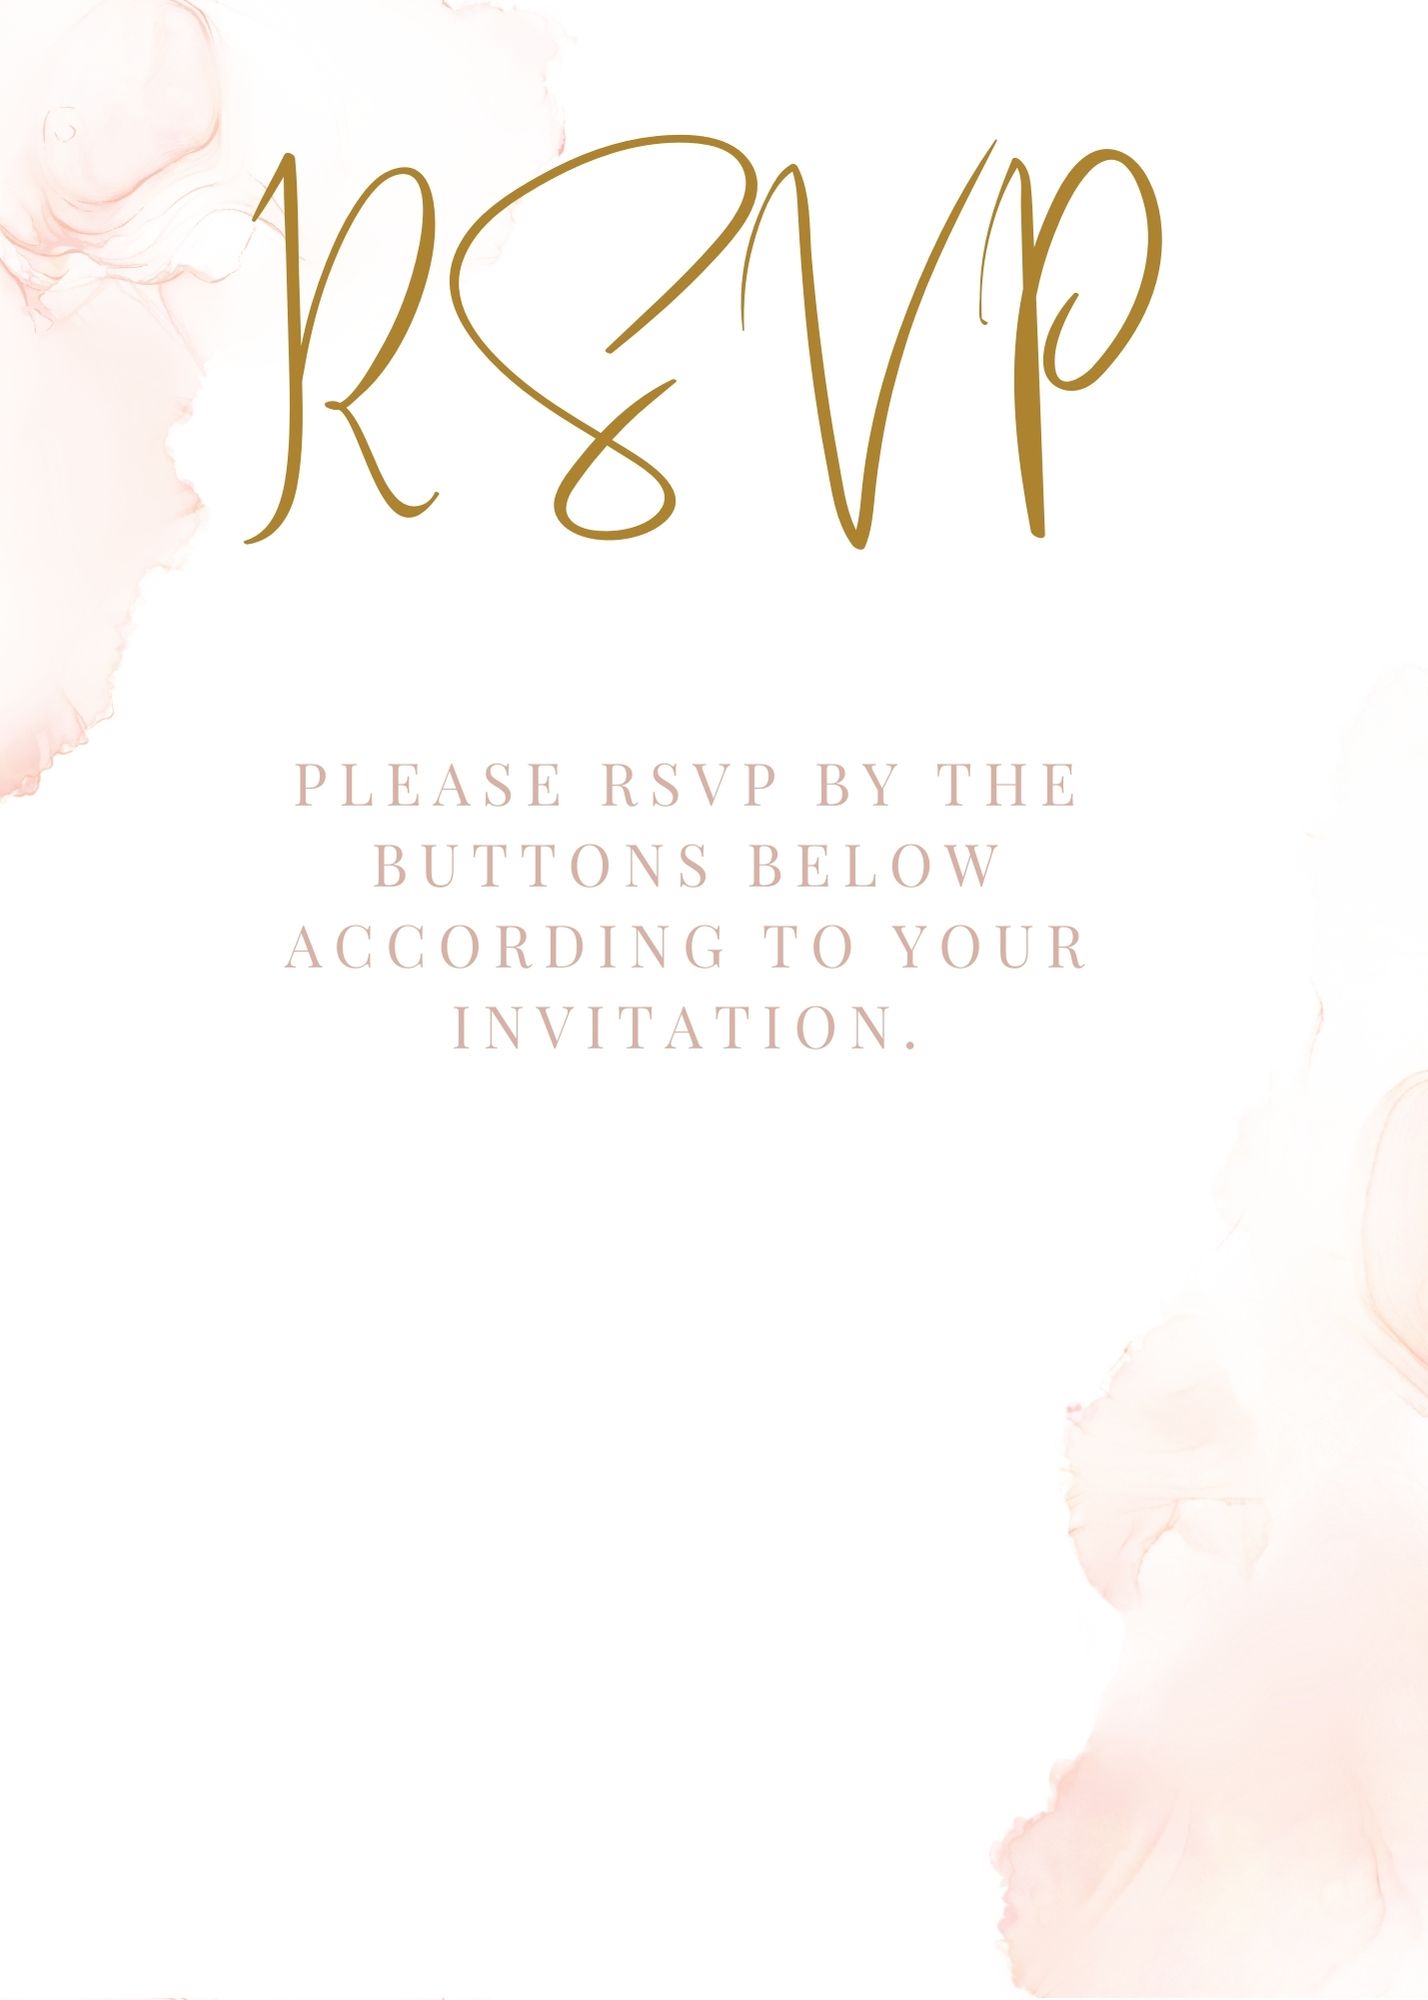 RSVP
PLEASE RSVP BY THE
BUTTONS BELOW
ACCORDING TO YOUR
INVITATION.